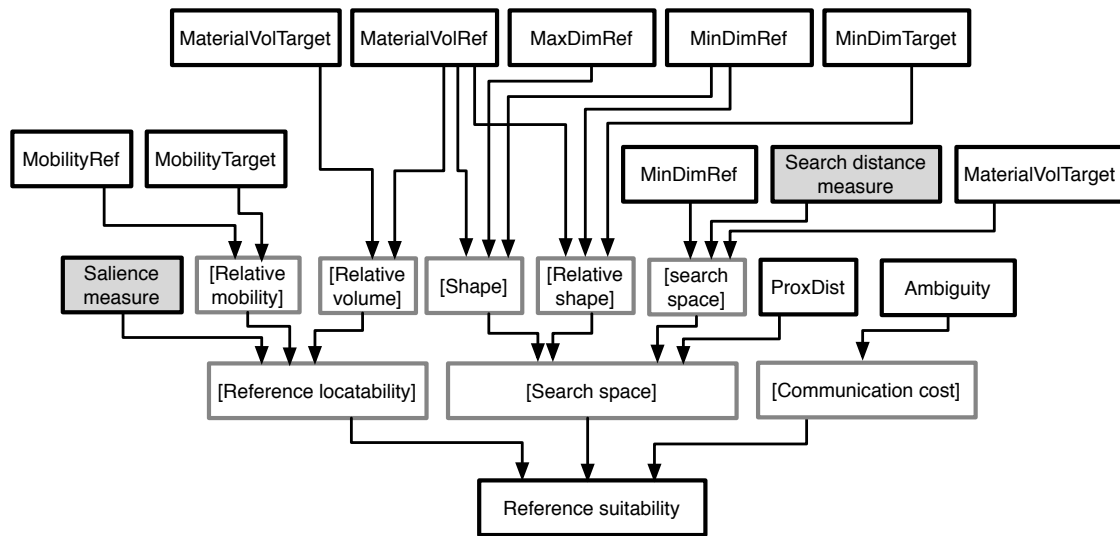 MaterialVolTarget
MaterialVolRef
MaxDimRef
MinDimRef
MinDimTarget
MobilityRef
MobilityTarget
MinDimRef
Search distance
measure
MaterialVolTarget
Salience
measure
[Relative
mobility]
[Relative
volume]
[Shape]
[Relative
shape]
[search
space]
ProxDist
Ambiguity
[Reference locatability]
[Search space]
[Communication cost]
Reference suitability